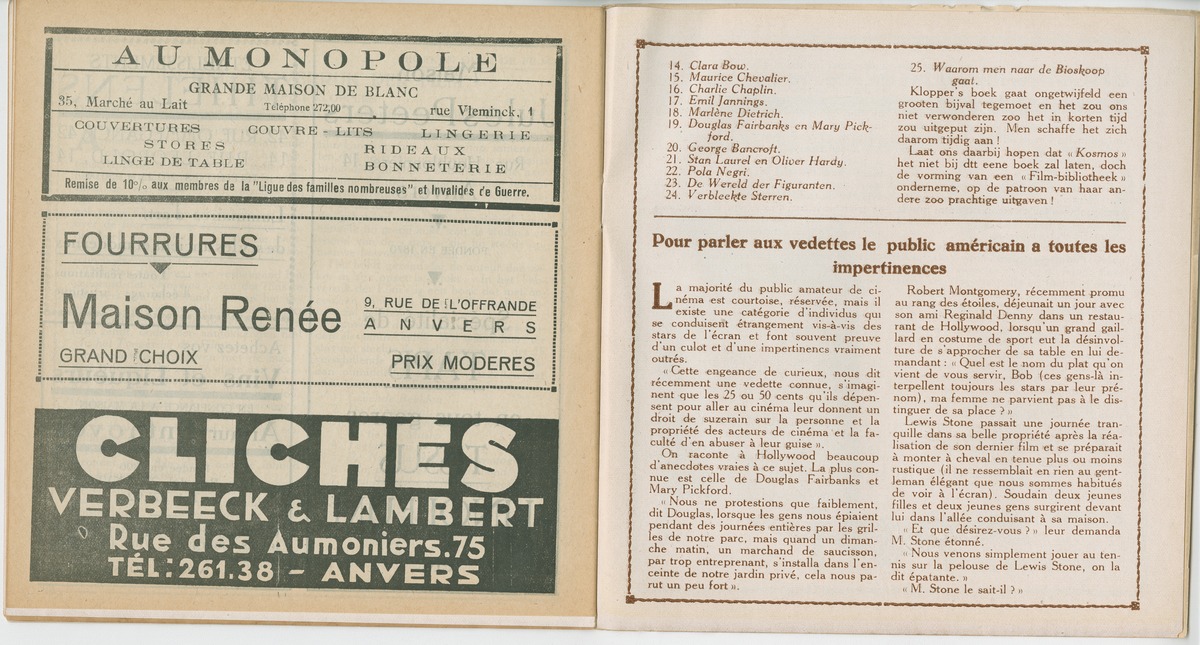 AU MONOPOLE
GRANDE MAISON DE BLANC
35, Marché au Lait Téléphone 272,00 rue Vleminck, 1
COUVERTURES COUVRE - LITS LINGERIE
STORES RIDEAUX
LINGE DE TABLE BONNETERIE
Remise de 10% aux membres de la "Ligue des familles nombreuses" et Invalides de Guerre.
FOURRURES
Maison Renée
9, RUE DE L'OFFRANDE
ANVERS
GRAND CHOIX
PRIX MODERES
CLICHÉS
VERBEECK & LAMBERT
Rue des Aumoniers.75
TÉL: 261.38 - ANVERS
14. Clara Bow.
15. Maurice Chevalier.
16. Charlie Chaplin.
17. Emil Jannings.
18. Marlène Dietrich.
19. Douglas Fairbanks en Mary Pick-
ford.
20. George Bancroft.
21. Stan Laurel en Oliver Hardy.
22. Pola Negri.
23. De Wereld der Figuranten.
24. Verbleekte Sterren.
25. Waarom men naar de Bioskoop
gaat.
Klopper's boek gaat ongetwijfeld een
grooten bijval tegemoet en het zou ons
niet verwonderen zoo het in korten tijd
zou uitgeput zijn. Men schaffe het zich
daarom tijdig aan !
Laat ons daarbij hopen dat « Kosmos »
het niet bij dtt eene boek zal laten, doch
de vorming van een « Film-bibliotheek »
onderneme, op de patroon van haar an-
dere zoo prachtige uitgaven !
Pour parler aux vedettes le public américain a toutes les
impertinences
La majorité du public amateur de ci-
néma est courtoise, réservée, mais il
existe une catégorie d'individus qui
se conduisent étrangement vis-à-vis des
stars de l'écran et font souvent preuve
d'un culot et d'une impertinencs vraiment
outrés.
« Cette engeance de curieux, nous dit
récemment une vedette connue, s'imagi-
nent que les 25 ou 50 cents qu'ils dépen-
sent pour aller au cinéma leur donnent un
droit de suzerain sur la personne et la
propriété des acteurs de cinéma et la fa-
culté d'en abuser à leur guise ».
On raconte à Hollywood beaucoup
d'anecdotes vraies à ce sujet. La plus con-
nue est celle de Douglas Fairbanks et
Mary Pickford.
« Nous ne protestions que faiblement,
dit Douglas, lorsque les gens nous épiaient
pendant des journées entières par les gril-
les de notre parc, mais quand un diman-
che matin, un marchand de saucisson,
par trop entreprenant, s'installa dans l'en-
ceinte de notre jardin privé, cela nous pa-
rut un peu fort ».
Robert Montgomery, récemment promu
au rang des étoiles, déjeunait un jour avec
son ami Reginald Denny dans un restau-
rant de Hollywood, lorsqu'un grand gail-
lard en costume de sport eut la désinvol-
ture de s'approcher de sa table en lui de-
mandant : « Quel est le nom du plat qu'on
vient de vous servir, Bob (ces gens-là in-
terpellent toujours les stars par leur pré-
nom), ma femme ne parvient pas à le dis-
tinguer de sa place ? »
Lewis Stone passait une journée tran-
quille dans sa belle propriété après la réa-
lisation de son dernier film et se préparait
à monter à cheval en tenue plus ou moins
rustique (il ne ressemblait en rien au gent-
leman élégant que nous sommes habitués
de voir à l'écran). Soudain deux jeunes
filles et deux jeunes gens surgirent devant
lui dans l'allée conduisant à sa maison.
« Et que désirez-vous ? » leur demanda
M. Stone étonné.
« Nous venons simplement jouer au ten-
nis sur la pelouse de Lewis Stone, on la
dit épatante. »
« M. Stone le sait-il ? »